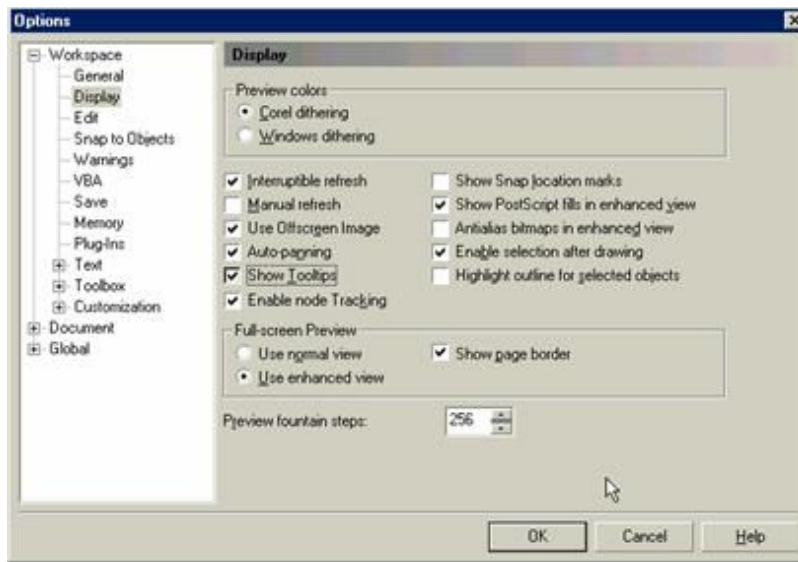 Options
Workspace
General
Display
Edit
Snap to Objects
Warnings
VBA
Save
Memory
Plug-Ins
Text
Toolbox
Customization
Document
Global
Display
Preview colors
Corel dithering
Windows dithering
Interruptible refresh
Manual refresh
Use Offscreen Image
Auto-panning
Show Tooltips
Enable node Tracking
Show Snap location marks
Show PostScript fills in enhanced view
Antialias bitmaps in enhanced view
Enable selection after drawing
Highlight outline for selected objects
Full-screen Preview
Use normal view
Use enhanced view
Show page border
Preview fountain steps:
256
OK
Cancel
Help